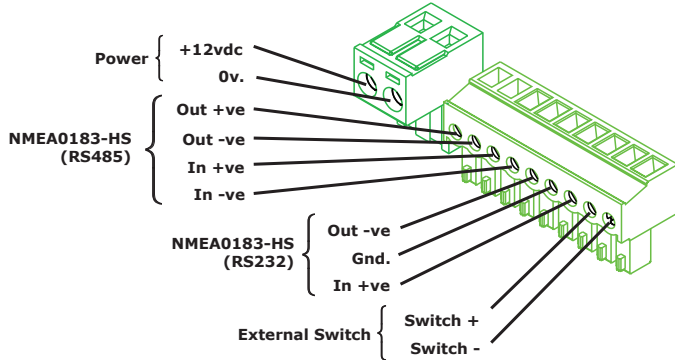 Power
+12vdc
0v.
NMEA0183-HS
(RS485)
Out +ve
Out -ve
In +ve
In -ve
NMEA0183-HS
(RS232)
Out -ve
Gnd.
In +ve
External Switch
Switch +
Switch -